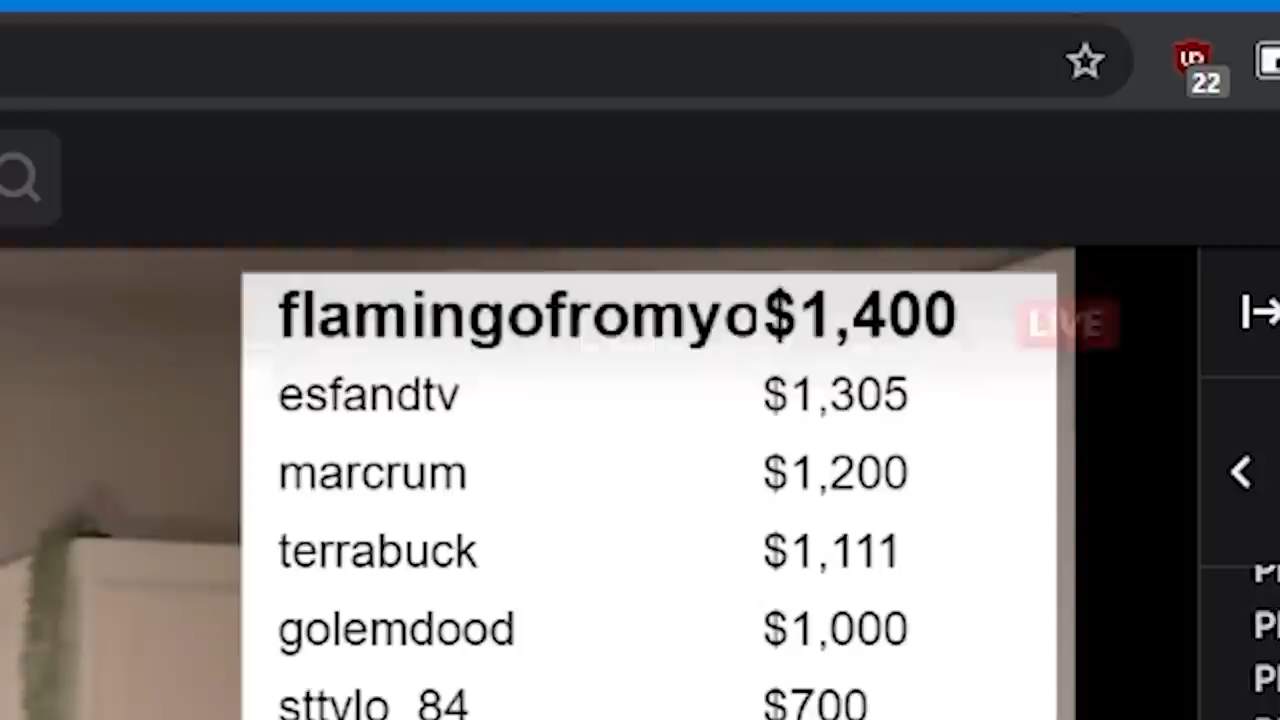 22
flamingofromyo $1,400
LIVE
esfandtv $1,305
marcrum $1,200
terrabuck $1,111
golemdood $1,000
sttylo_84 $700